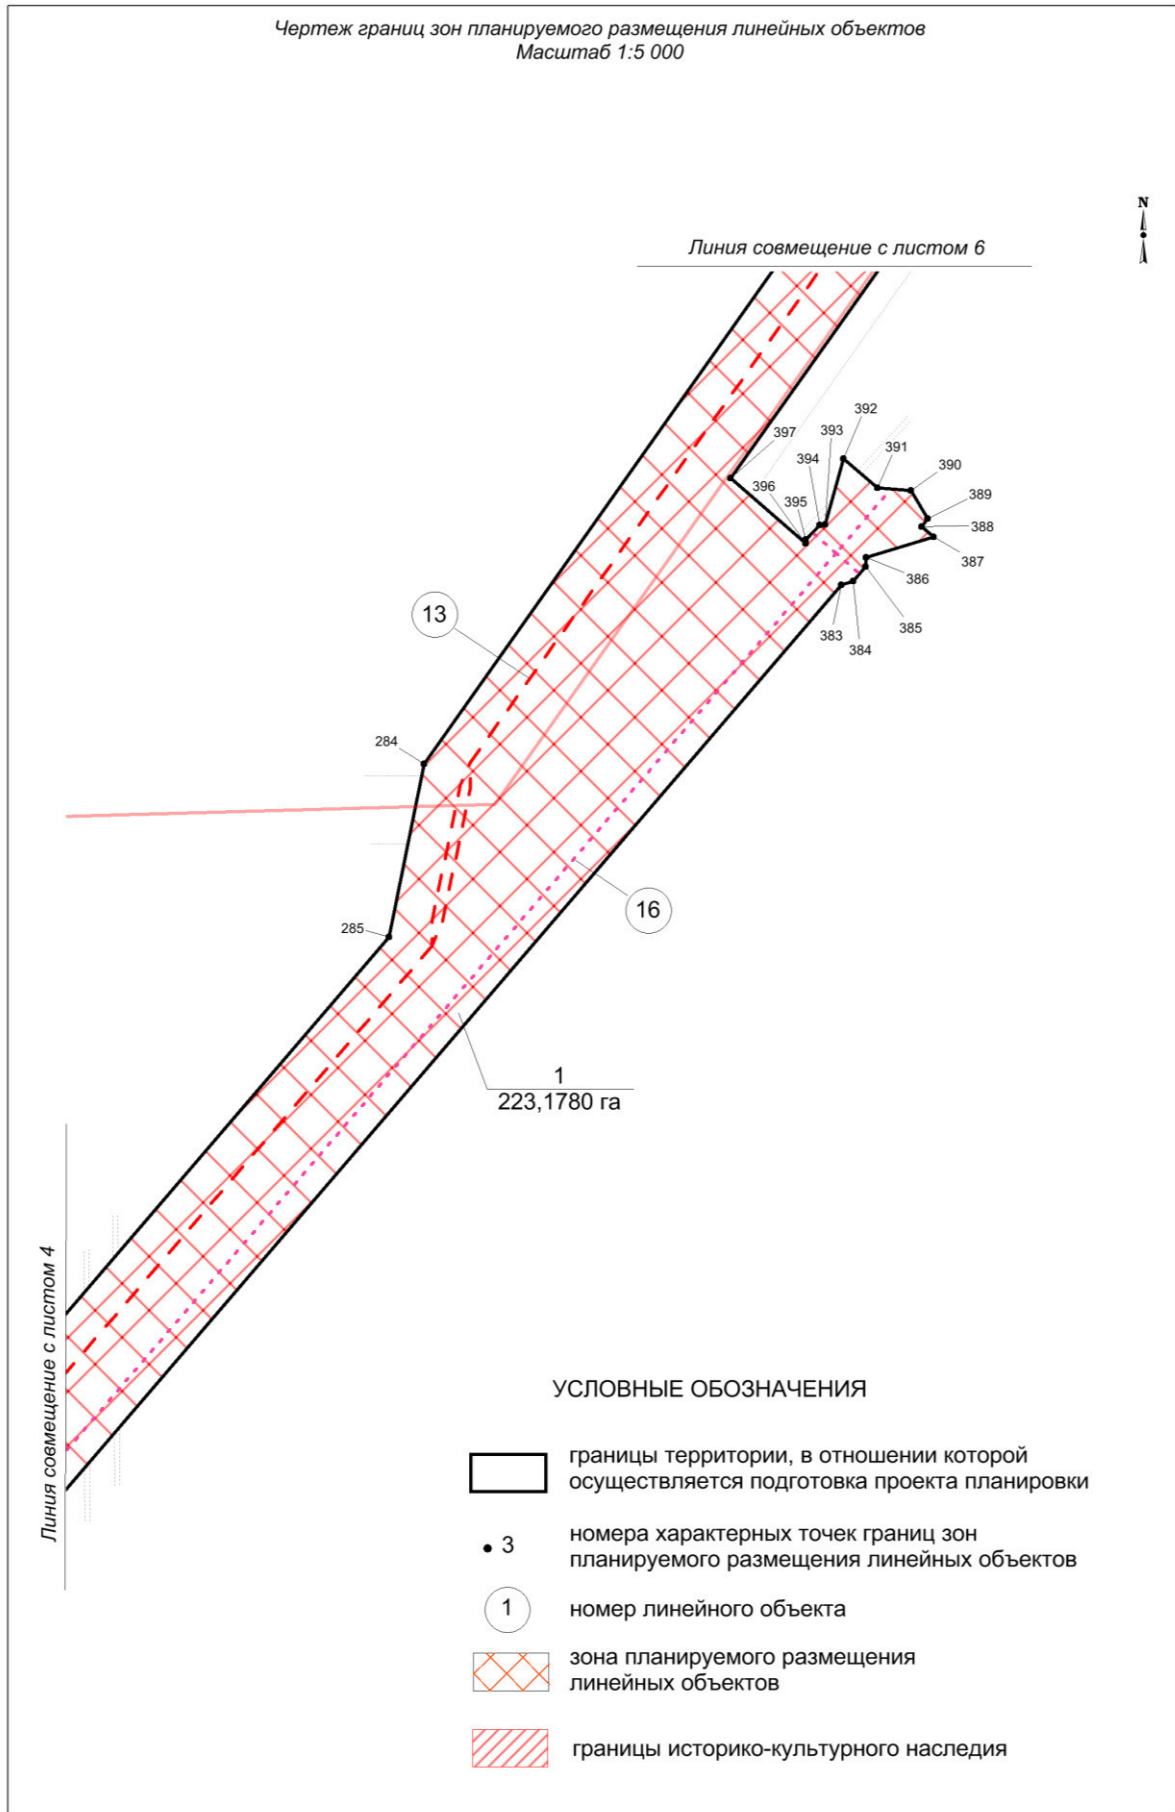 Чертеж границ зон планируемого размещения линейных объектов
Масштаб 1:5 000
N
Линия совмещение с листом 6
392
397
393
391
394
390
396
395
389
388
387
386
385
383
384
13
284
16
285
1
223,1780 га
Линия совмещение с листом 4
УСЛОВНЫЕ ОБОЗНАЧЕНИЯ
границы территории, в отношении которой
осуществляется подготовка проекта планировки
3
номера характерных точек границ зон
планируемого размещения линейных объектов
1
номер линейного объекта
зона планируемого размещения
линейных объектов
границы историко-культурного наследия